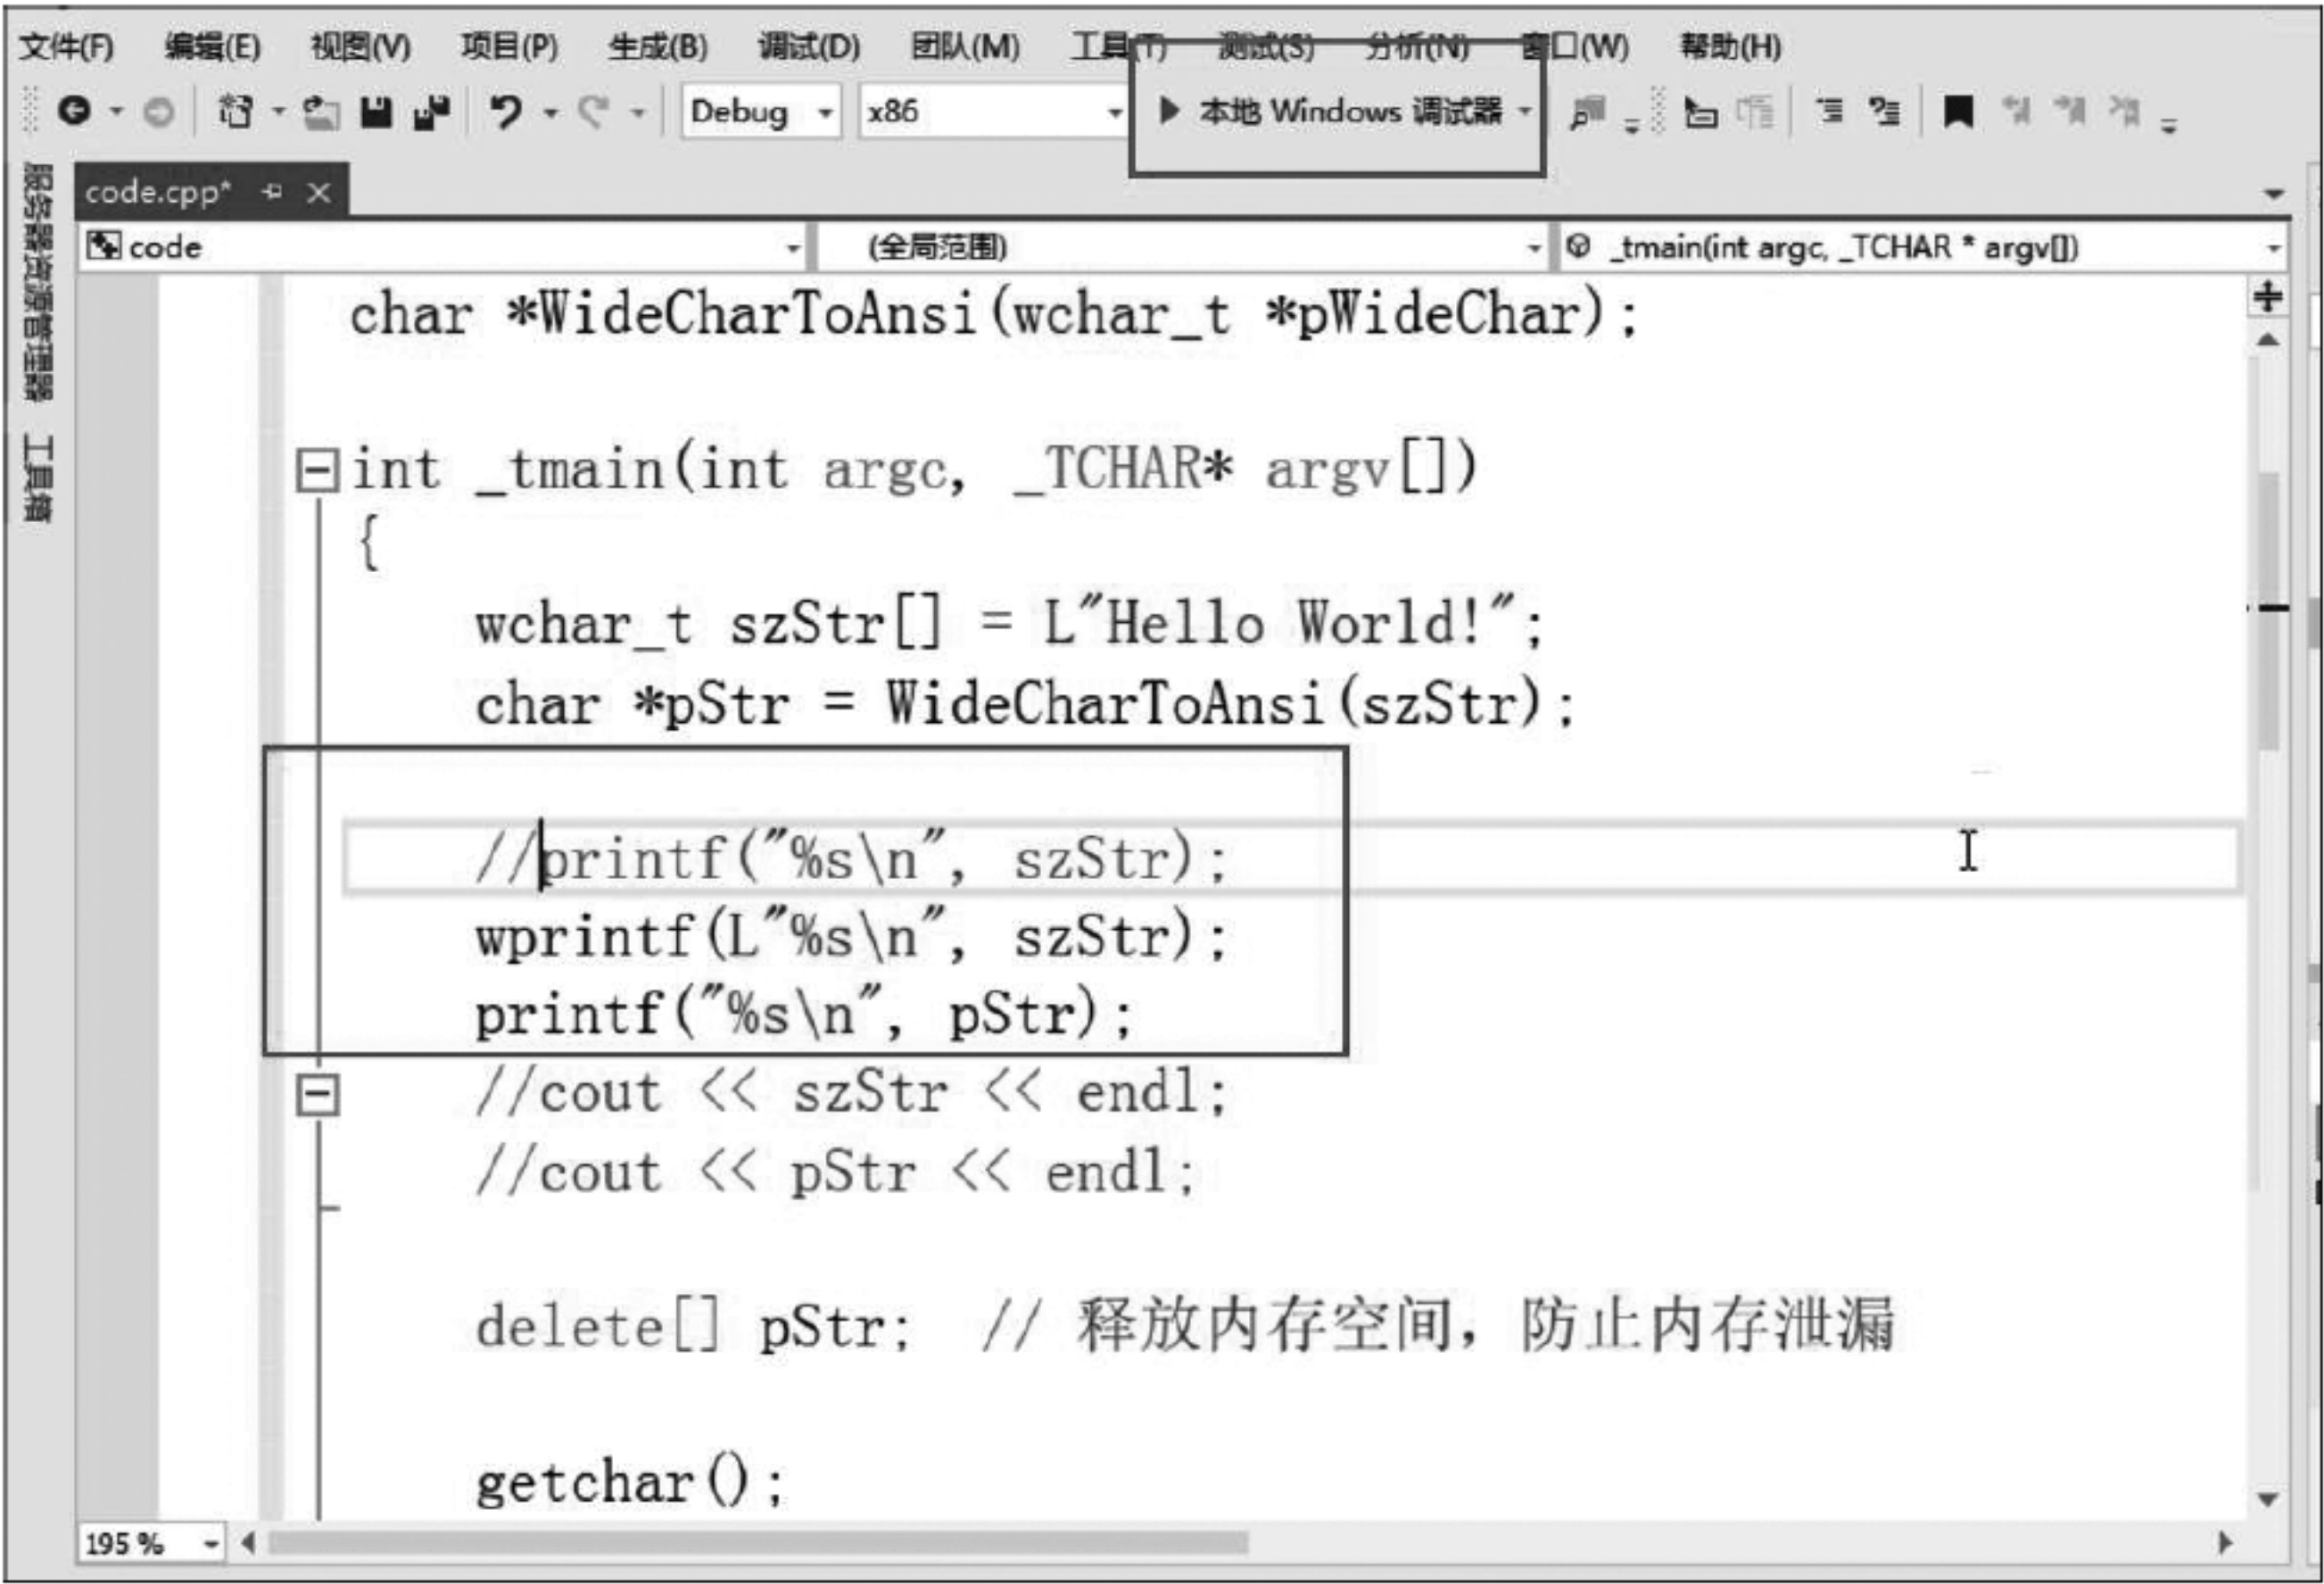 文件(F) 编辑(E) 视图(V) 项目(P) 生成(B) 调试(D) 团队(M) 工具(T) 测试(S) 分析(N) 窗口(W) 帮助(H)
Debug x86 本地 Windows 调试器
服务器资源管理器
工具箱
code.cpp*
code (全局范围) _tmain(int argc, _TCHAR * argv[])
char *WideCharToAnsi(wchar_t *pWideChar);
int _tmain(int argc, _TCHAR* argv[])
{
wchar_t szStr[] = L"Hello World!";
char *pStr = WideCharToAnsi(szStr);
//printf("%s\n", szStr);
wprintf(L"%s\n", szStr);
printf("%s\n", pStr);
//cout << szStr << endl;
//cout << pStr << endl;
delete[] pStr; // 释放内存空间，防止内存泄漏
getchar();
195 %